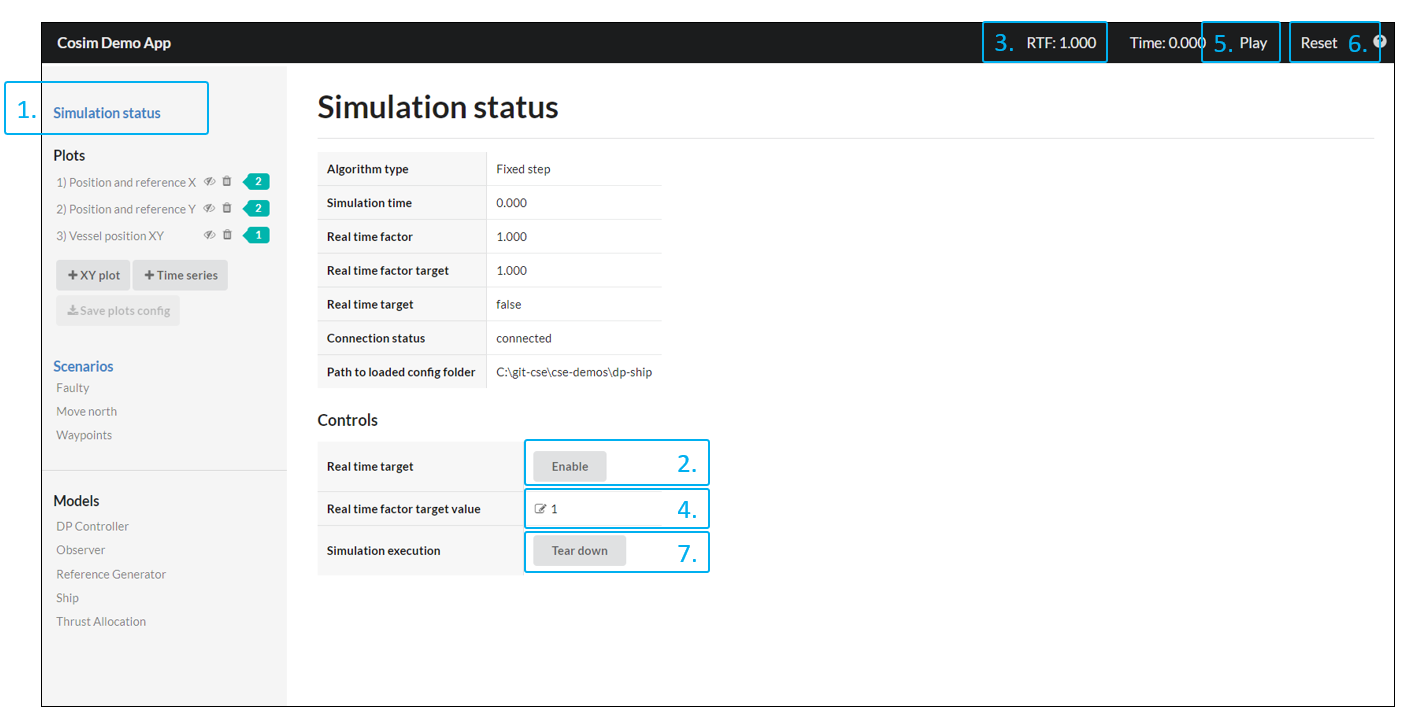 Cosim Demo App
3. RTF: 1.000
Time: 0.000
5. Play
Reset 6.
1. Simulation status
Plots
1) Position and reference X 2
2) Position and reference Y 2
3) Vessel position XY 1
XY plot
Time series
Save plots config
Scenarios
Faulty
Move north
Waypoints
Models
DP Controller
Observer
Reference Generator
Ship
Thrust Allocation
Simulation status
Algorithm type Fixed step
Simulation time 0.000
Real time factor 1.000
Real time factor target 1.000
Real time target false
Connection status connected
Path to loaded config folder C:\git-cse\cse-demos\dp-ship
Controls
Real time target Enable 2.
Real time factor target value 1 4.
Simulation execution Tear down 7.